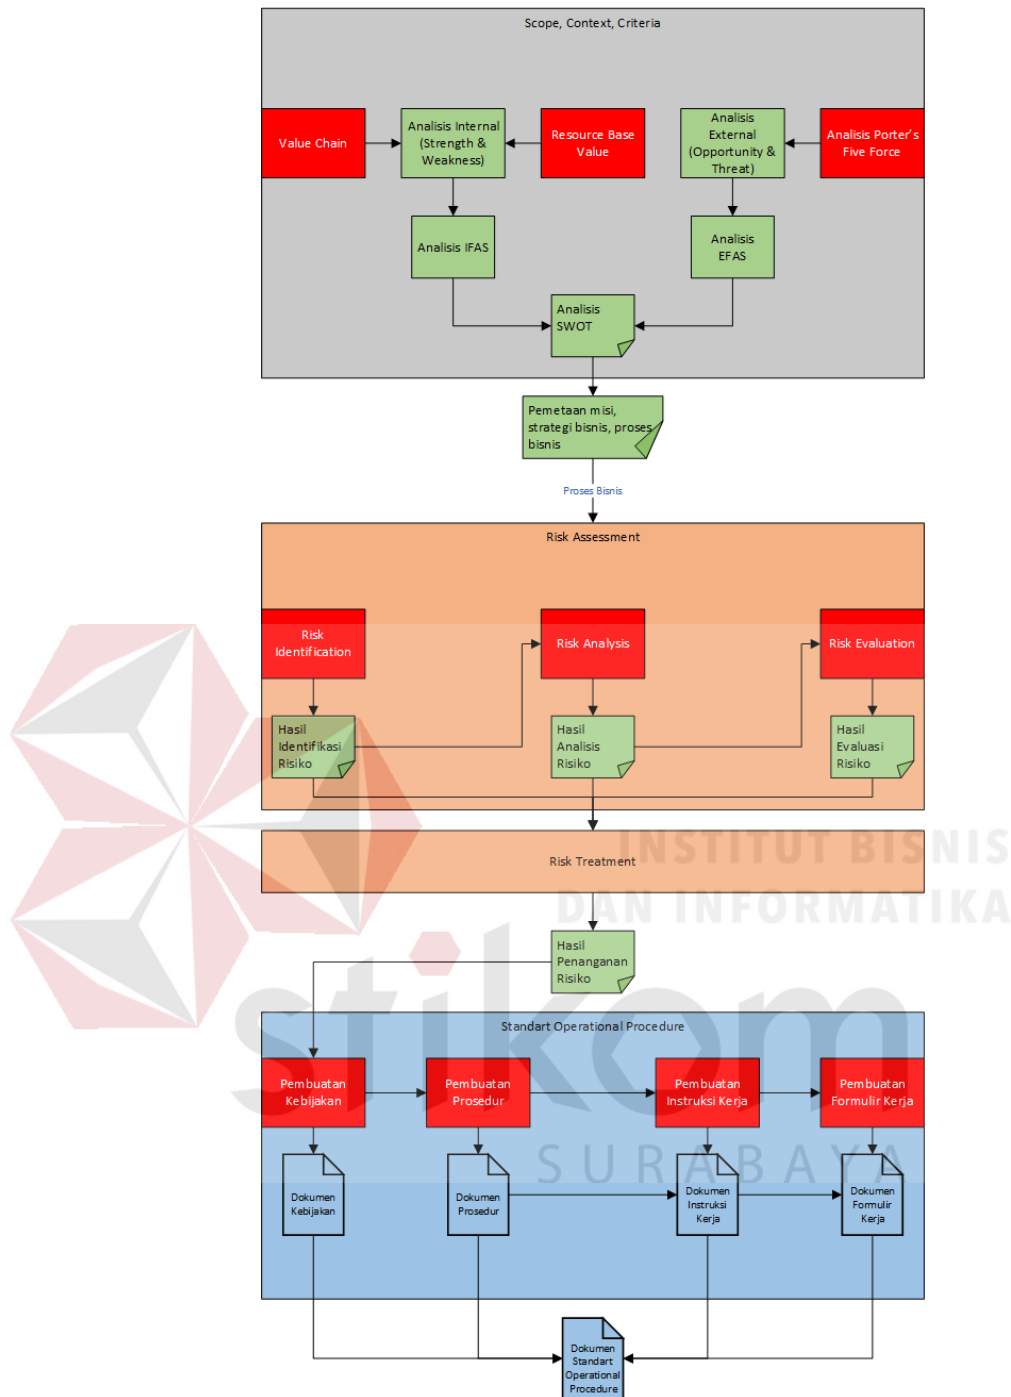 Scope, Context, Criteria
Value Chain
Analisis Internal
(Strength &
Weakness)
Resource Base
Value
Analisis
External
(Opportunity &
Threat)
Analisis Porter's
Five Force
Analisis IFAS
Analisis
EFAS
Analisis
SWOT
Pemetaan misi,
strategi bisnis, proses
bisnis
Proses Bisnis
Risk Assessment
Risk
Identification
Risk Analysis
Risk Evaluation
Hasil
Identifikasi
Risiko
Hasil
Analisis
Risiko
Hasil
Evaluasi
Risiko
Risk Treatment
INSTITUT BISNIS
DAN INFORMATIKA
Hasil
Penanganan
Risiko
stikom
SURABAYA
Standart Operational Procedure
Pembuatan
Kebijakan
Pembuatan
Prosedur
Pembuatan
Instruksi Kerja
Pembuatan
Formulir Kerja
Dokumen
Kebijakan
Dokumen
Prosedur
Dokumen
Instruksi
Kerja
Dokumen
Formulir
Kerja
Dokumen
Standart
Operational
Procedure